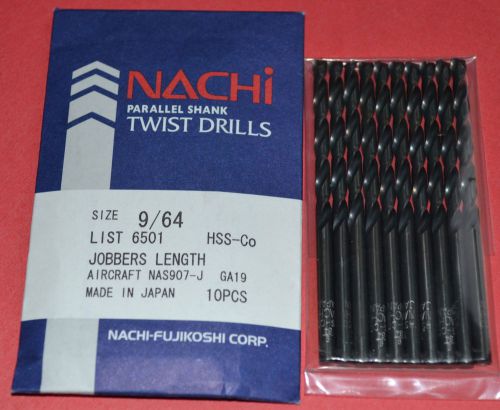 NACHi
PARALLEL SHANK
TWIST DRILLS
SIZE 9/64
LIST 6501 HSS-Co
JOBBERS LENGTH
AIRCRAFT NAS907-J GA19
MADE IN JAPAN 10PCS
NACHI-FUJIKOSHI CORP.